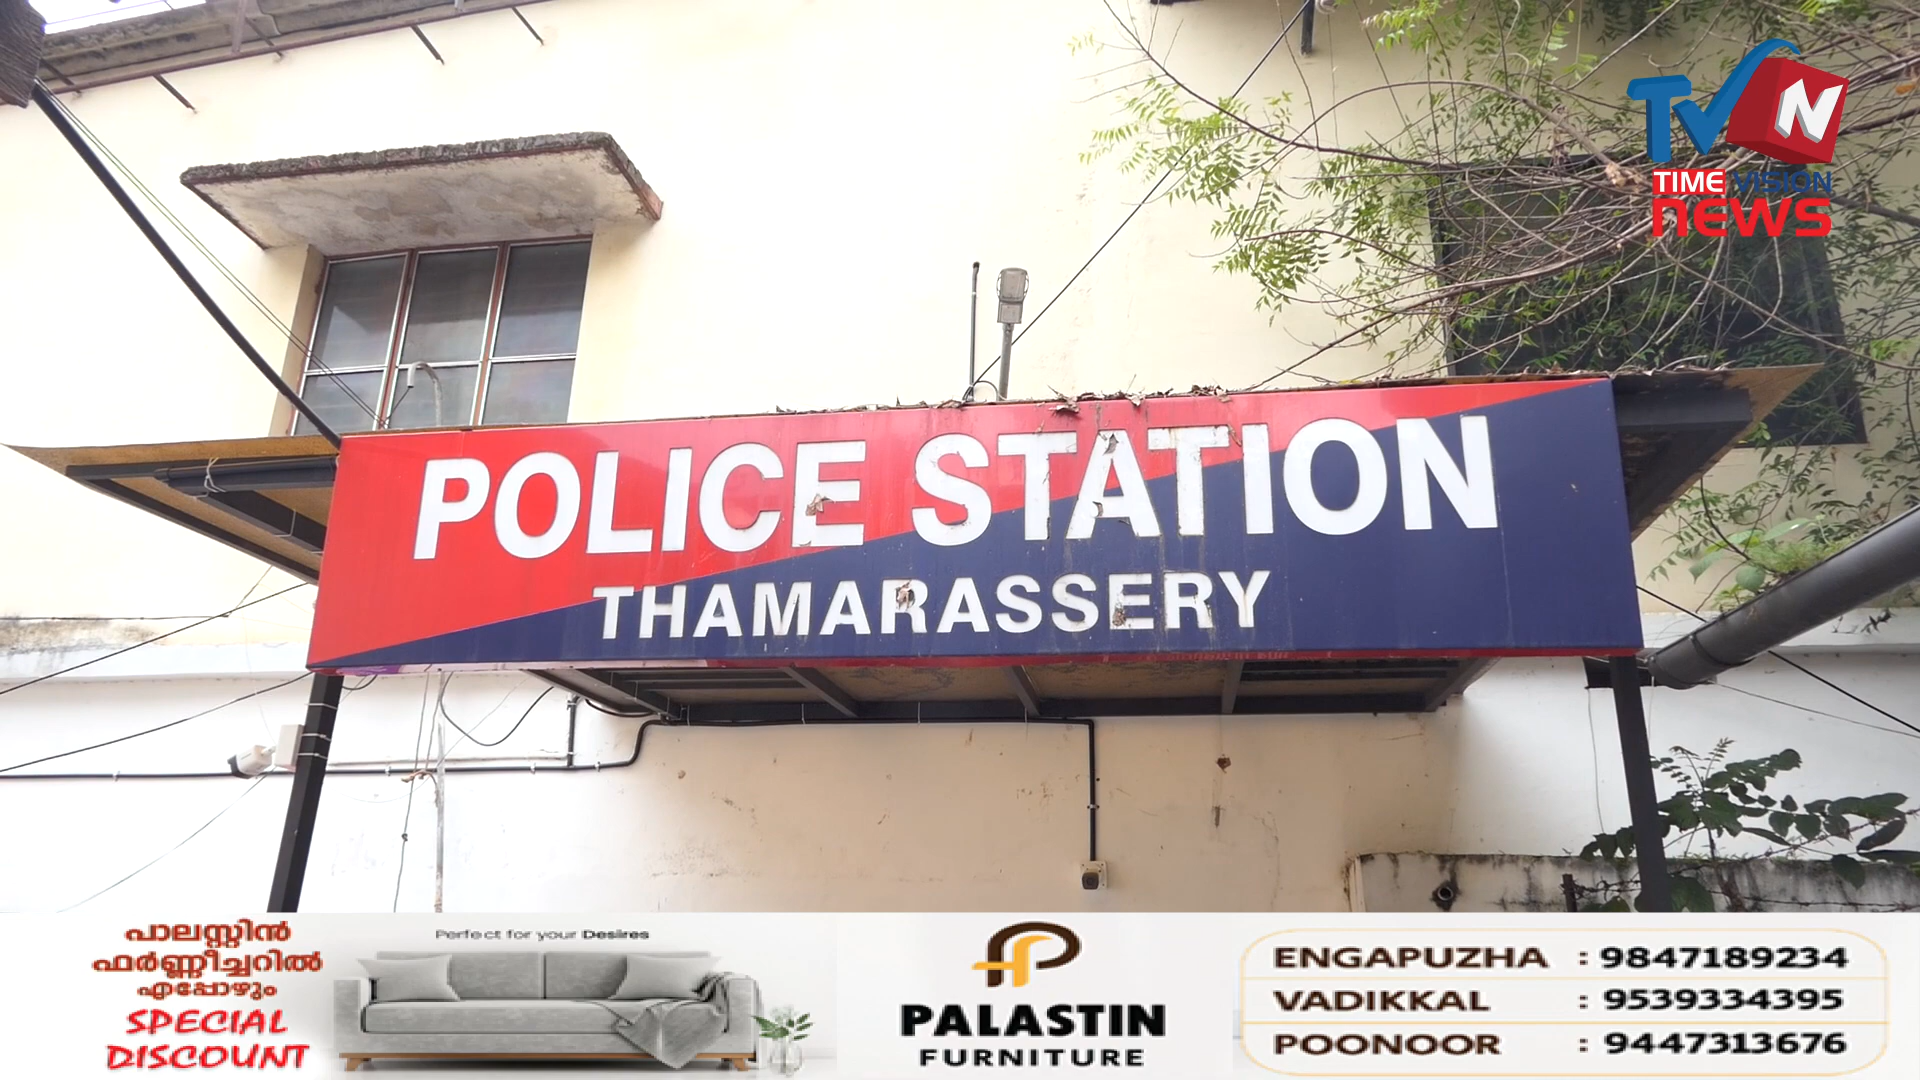 TVN
TIME VISION
NEWS
POLICE STATION
THAMARASSERY
പാലസ്റ്റിൻ
ഫർണ്ണീച്ചറിൽ
എപ്പോഴും
SPECIAL
DISCOUNT
Perfect for your Desires
PALASTIN
FURNITURE
ENGAPUZHA : 9847189234
VADIKKAL : 9539334395
POONOOR : 9447313676